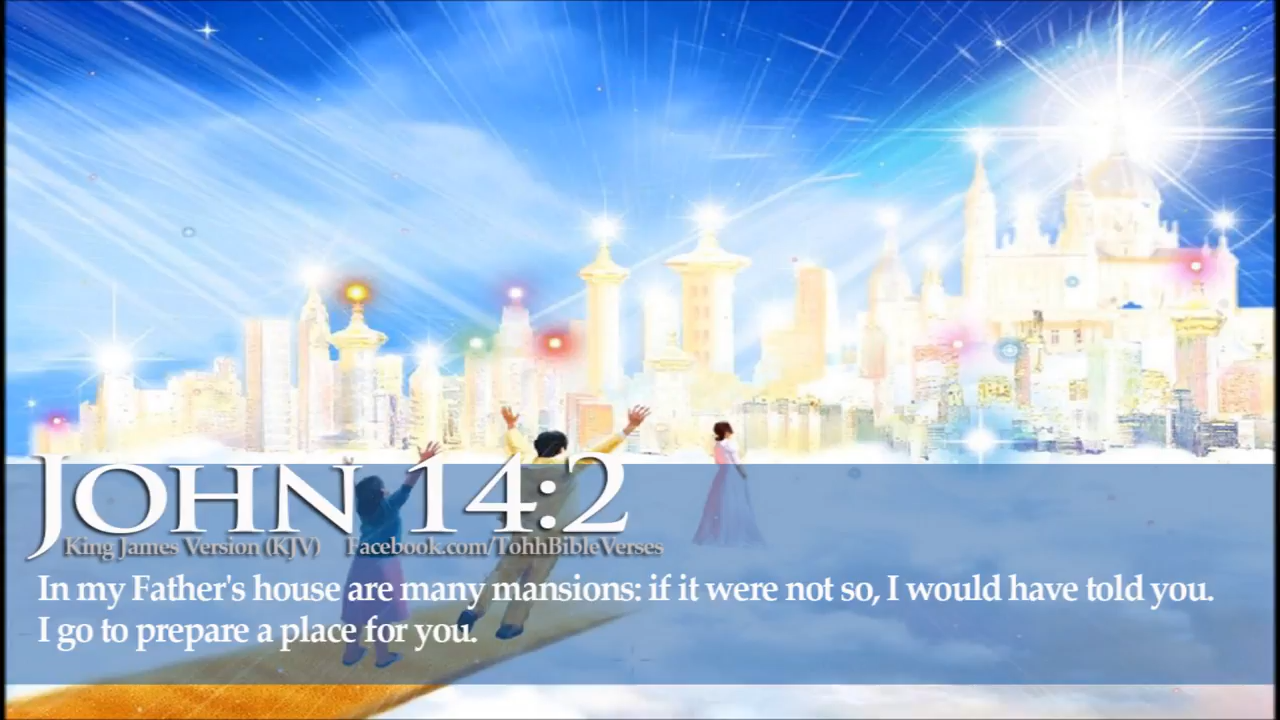 John 14:2
King James Version (KJV) Facebook.com/TohhBibleVerses
In my Father's house are many mansions: if it were not so, I would have told you.
I go to prepare a place for you.